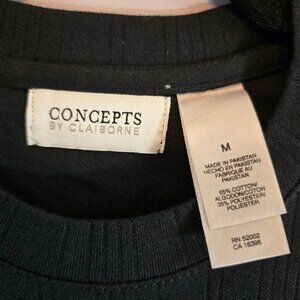 CONCEPTS
BY CLAIBORNE
M
MADE IN PAKISTAN
HECHO EN PAKISTAN
FABRIQUE AU
PAKISTAN
65% COTTON/
ALGODON/COTON
35% POLYESTER/
POLIESTER
RN 52002
CA 16396